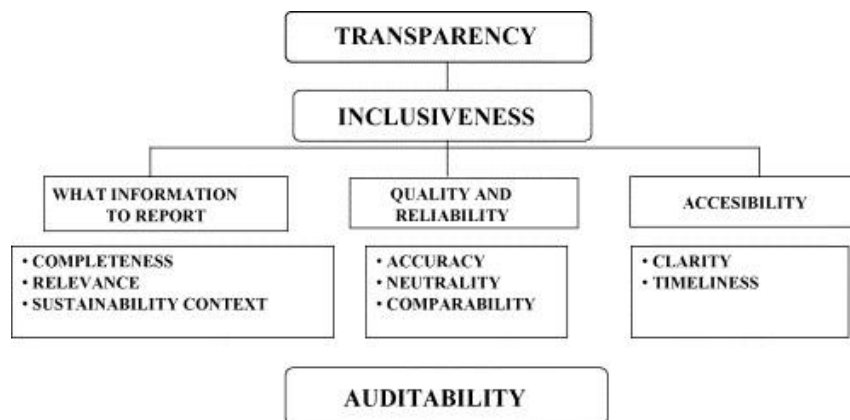 TRANSPARENCY
INCLUSIVENESS
WHAT INFORMATION
TO REPORT
• COMPLETENESS
• RELEVANCE
• SUSTAINABILITY CONTEXT
QUALITY AND
RELIABILITY
• ACCURACY
• NEUTRALITY
• COMPARABILITY
ACCESIBILITY
• CLARITY
• TIMELINESS
AUDITABILITY